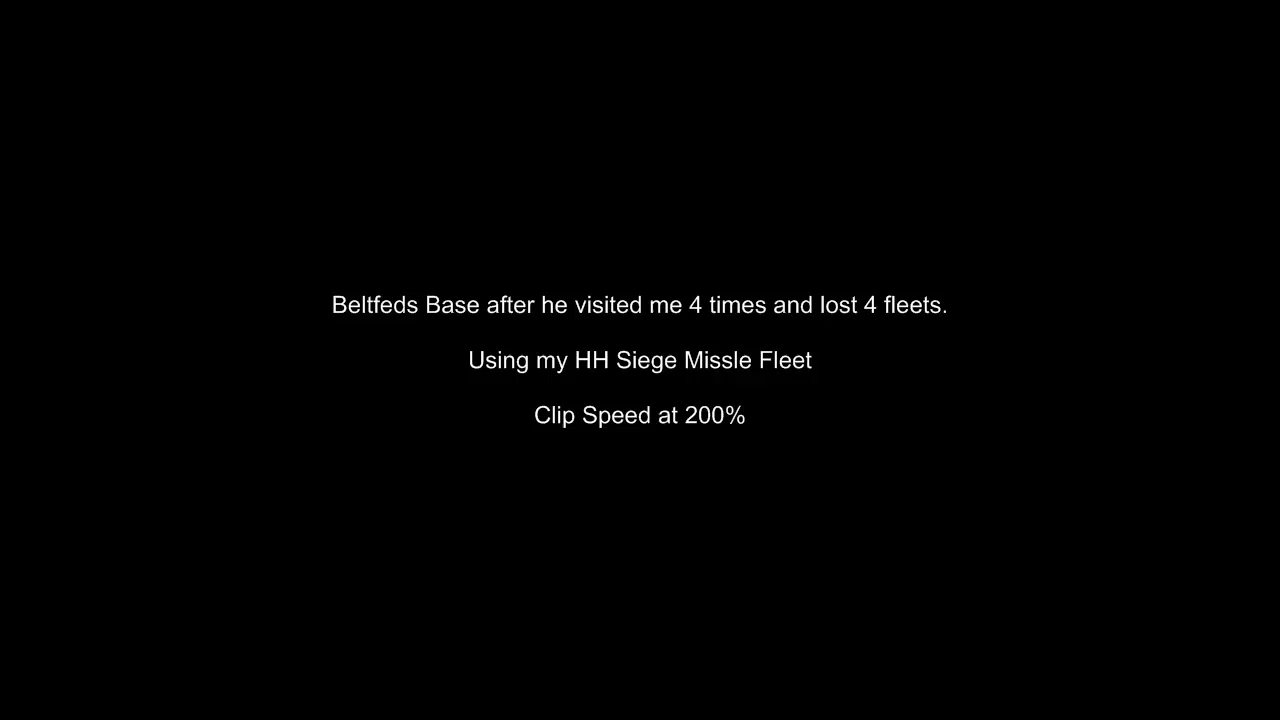 Beltfeds Base after he visited me 4 times and lost 4 fleets.
Using my HH Siege Missle Fleet
Clip Speed at 200%